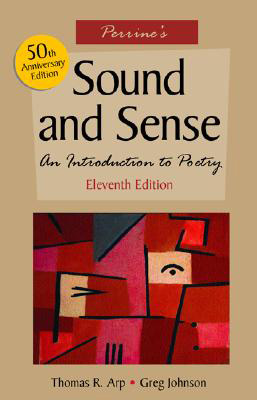 Perrine's
50th
Anniversary
Edition
Sound
and Sense
An Introduction to Poetry
Eleventh Edition
Thomas R. Arp • Greg Johnson